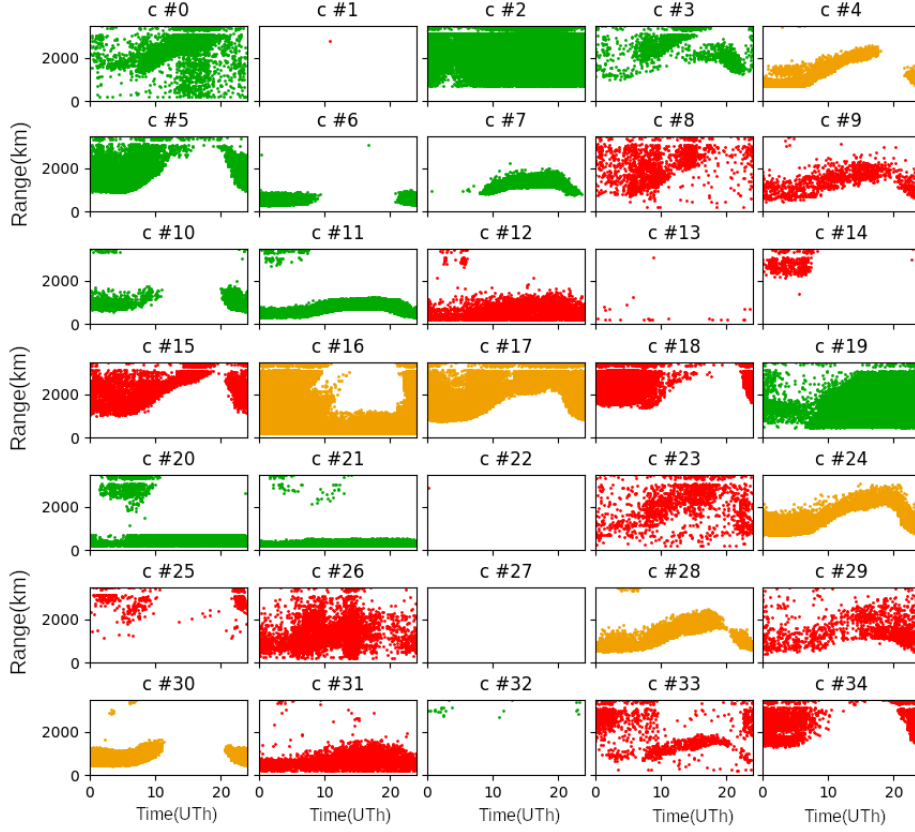 c #0 c #1 c #2 c #3 c #4
2000
0
c #5 c #6 c #7 c #8 c #9
Range(km)
2000
0
c #10 c #11 c #12 c #13 c #14
2000
0
c #15 c #16 c #17 c #18 c #19
Range(km)
2000
0
c #20 c #21 c #22 c #23 c #24
2000
0
c #25 c #26 c #27 c #28 c #29
Range(km)
2000
0
c #30 c #31 c #32 c #33 c #34
2000
0
0 10 20 0 10 20 0 10 20 0 10 20 0 10 20
Time(UTh) Time(UTh) Time(UTh) Time(UTh) Time(UTh)